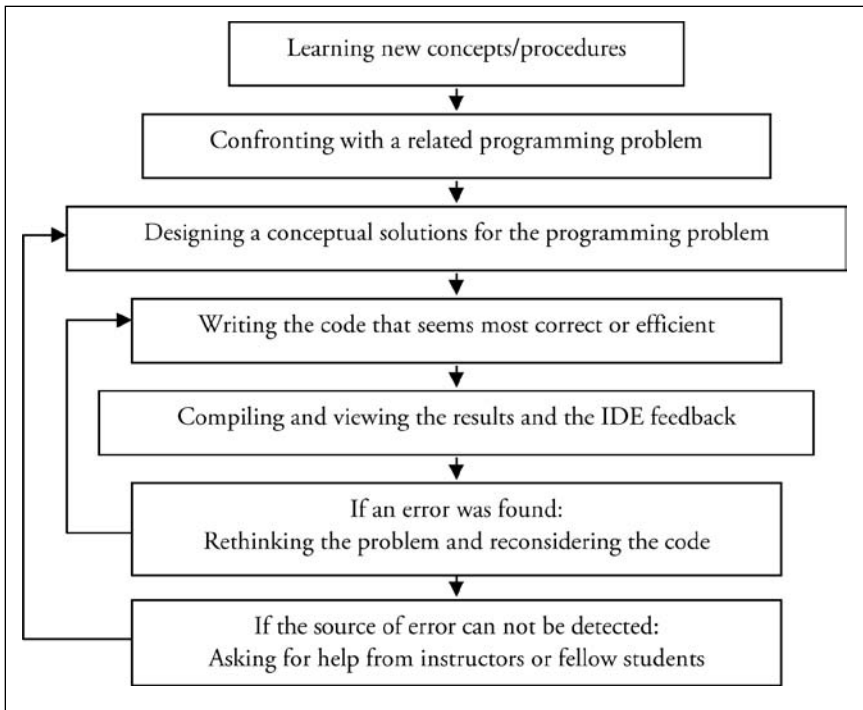 Learning new concepts/procedures
Confronting with a related programming problem
Designing a conceptual solutions for the programming problem
Writing the code that seems most correct or efficient
Compiling and viewing the results and the IDE feedback
If an error was found:
Rethinking the problem and reconsidering the code
If the source of error can not be detected:
Asking for help from instructors or fellow students